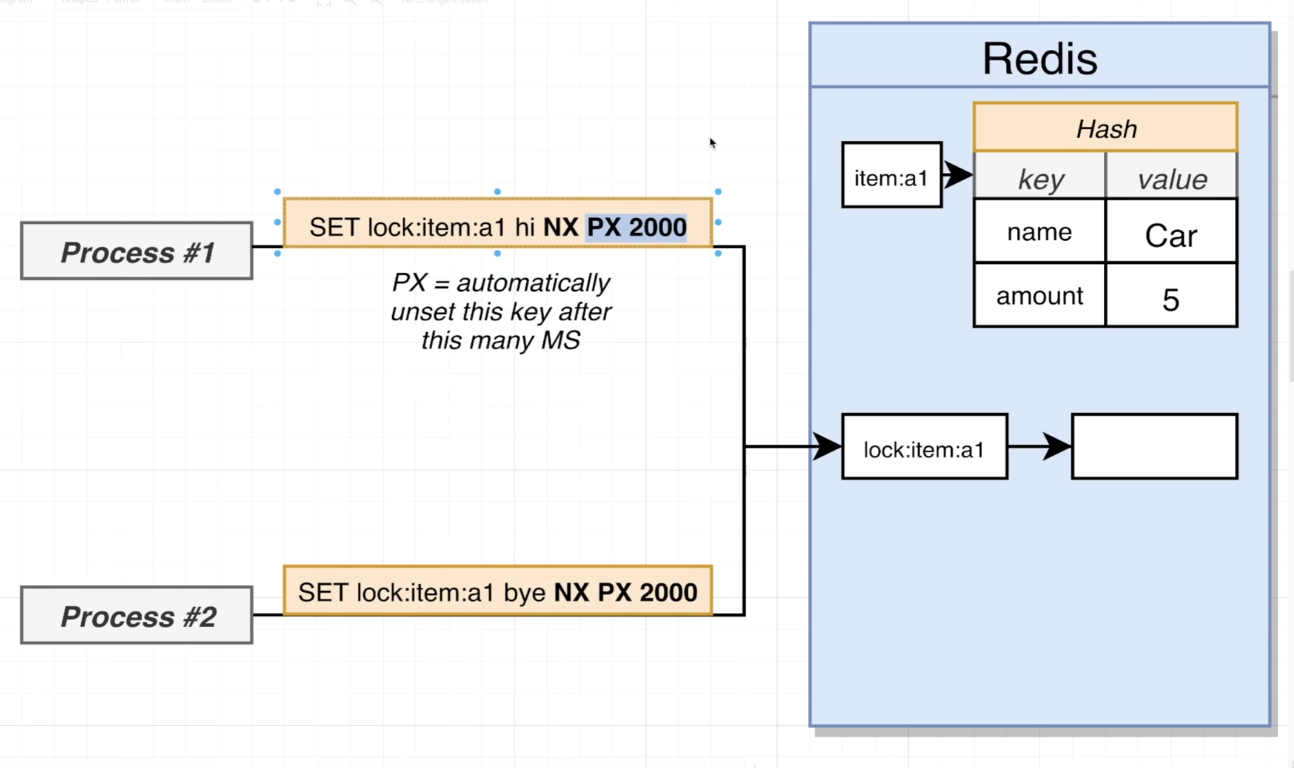 Redis
Hash
item:a1
key value
SET lock:item:a1 hi NX PX 2000
name Car
Process #1
PX = automatically
unset this key after
this many MS
amount 5
lock:item:a1
SET lock:item:a1 bye NX PX 2000
Process #2